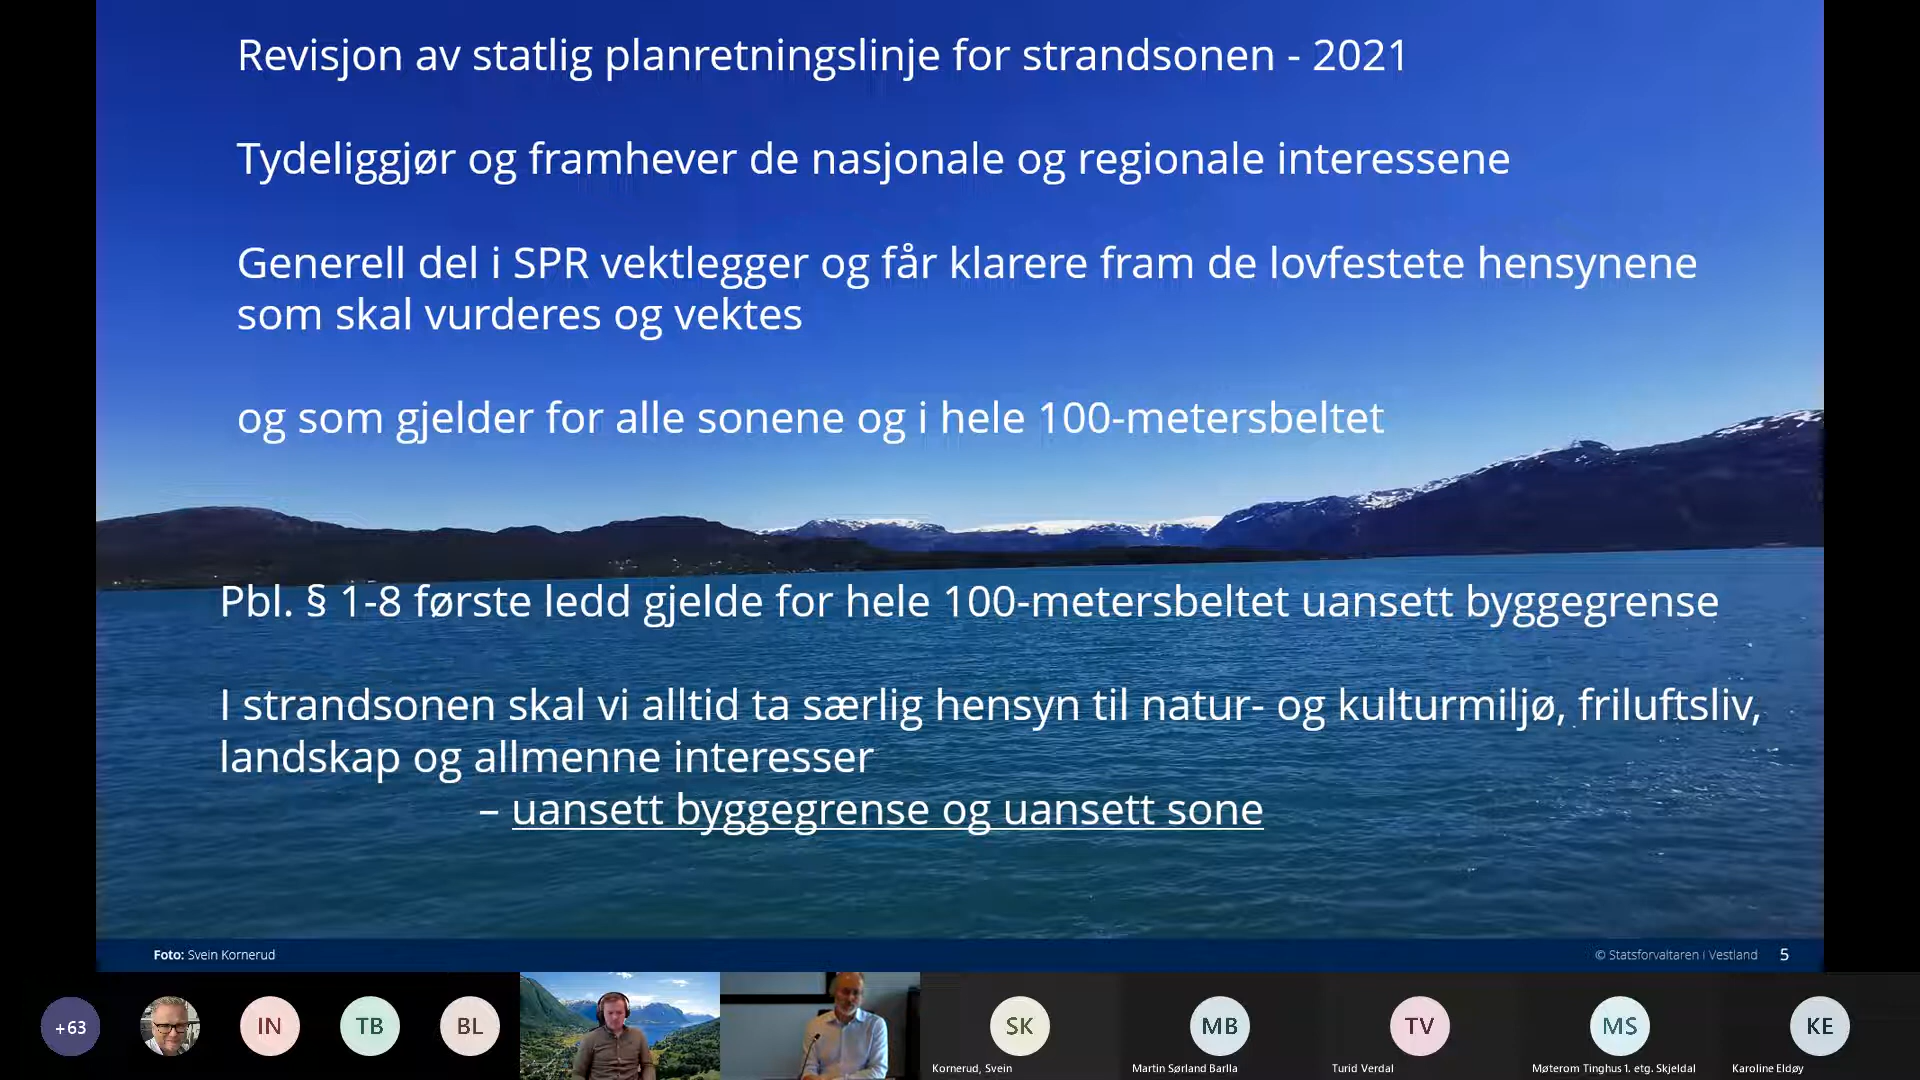 Revisjon av statlig planretningslinje for strandsonen - 2021
Tydeliggjør og framhever de nasjonale og regionale interessene
Generell del i SPR vektlegger og får klarere fram de lovfestete hensynene
som skal vurderes og vektes
og som gjelder for alle sonene og i hele 100-metersbeltet
Pbl. § 1-8 første ledd gjelde for hele 100-metersbeltet uansett byggegrense
I strandsonen skal vi alltid ta særlig hensyn til natur- og kulturmiljø, friluftsliv,
landskap og allmenne interesser
– uansett byggegrense og uansett sone
Foto: Svein Kornerud
© Statsforvaltaren i Vestland 5
+63
IN
TB
BL
SK
MB
TV
MS
KE
Kornerud, Svein
Martin Sørland Barlla
Turid Verdal
Møterom Tinghus 1. etg. Skjeldal
Karoline Eldøy